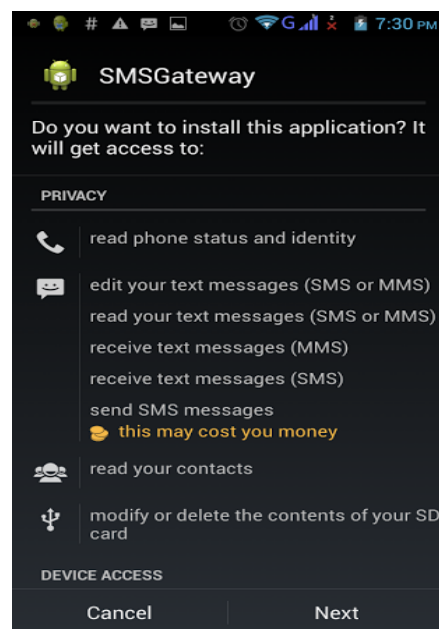 # G 7:30 PM
SMSGateway
Do you want to install this application? It
will get access to:
PRIVACY
read phone status and identity
edit your text messages (SMS or MMS)
read your text messages (SMS or MMS)
receive text messages (MMS)
receive text messages (SMS)
send SMS messages
this may cost you money
read your contacts
modify or delete the contents of your SD
card
DEVICE ACCESS
Cancel Next